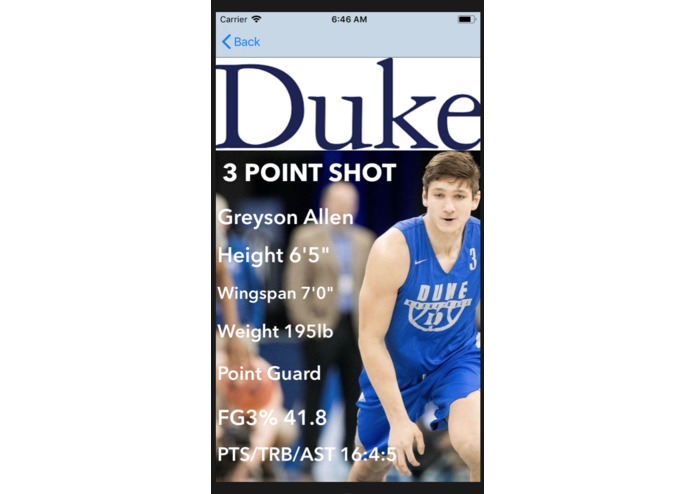 Carrier 6:46 AM
Back
Duke
3 POINT SHOT
Greyson Allen
Height 6'5"
Wingspan 7'0"
Weight 195lb
Point Guard
FG3% 41.8
PTS/TRB/AST 16:4:5
3
DUKE
BASKETBALL
D